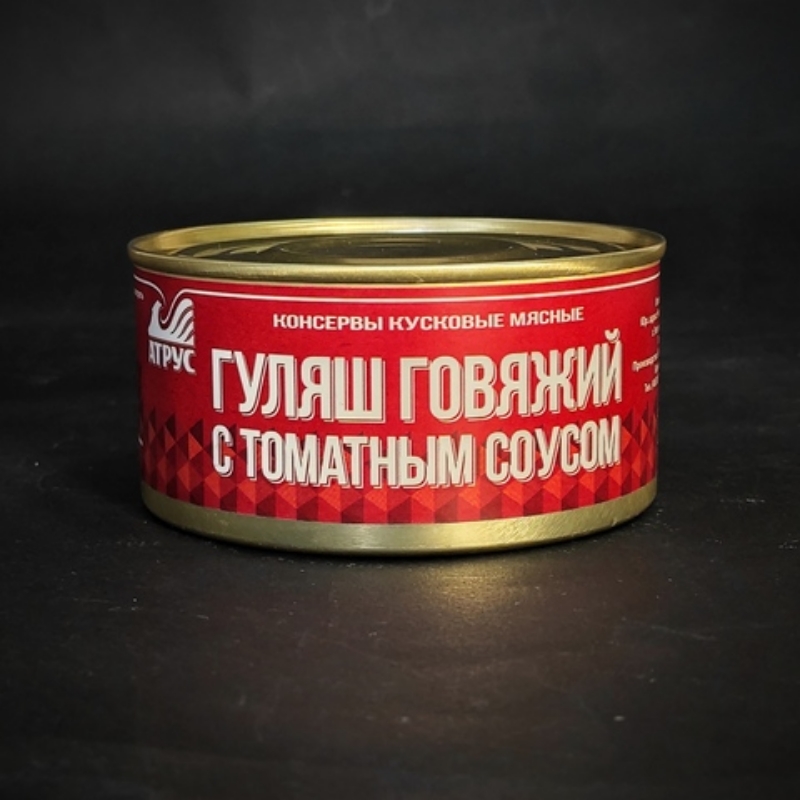 КОНСЕРВЫ КУСКОВЫЕ МЯСНЫЕ
АТРУС
ГУЛЯШ ГОВЯЖИЙ
С ТОМАТНЫМ СОУСОМ